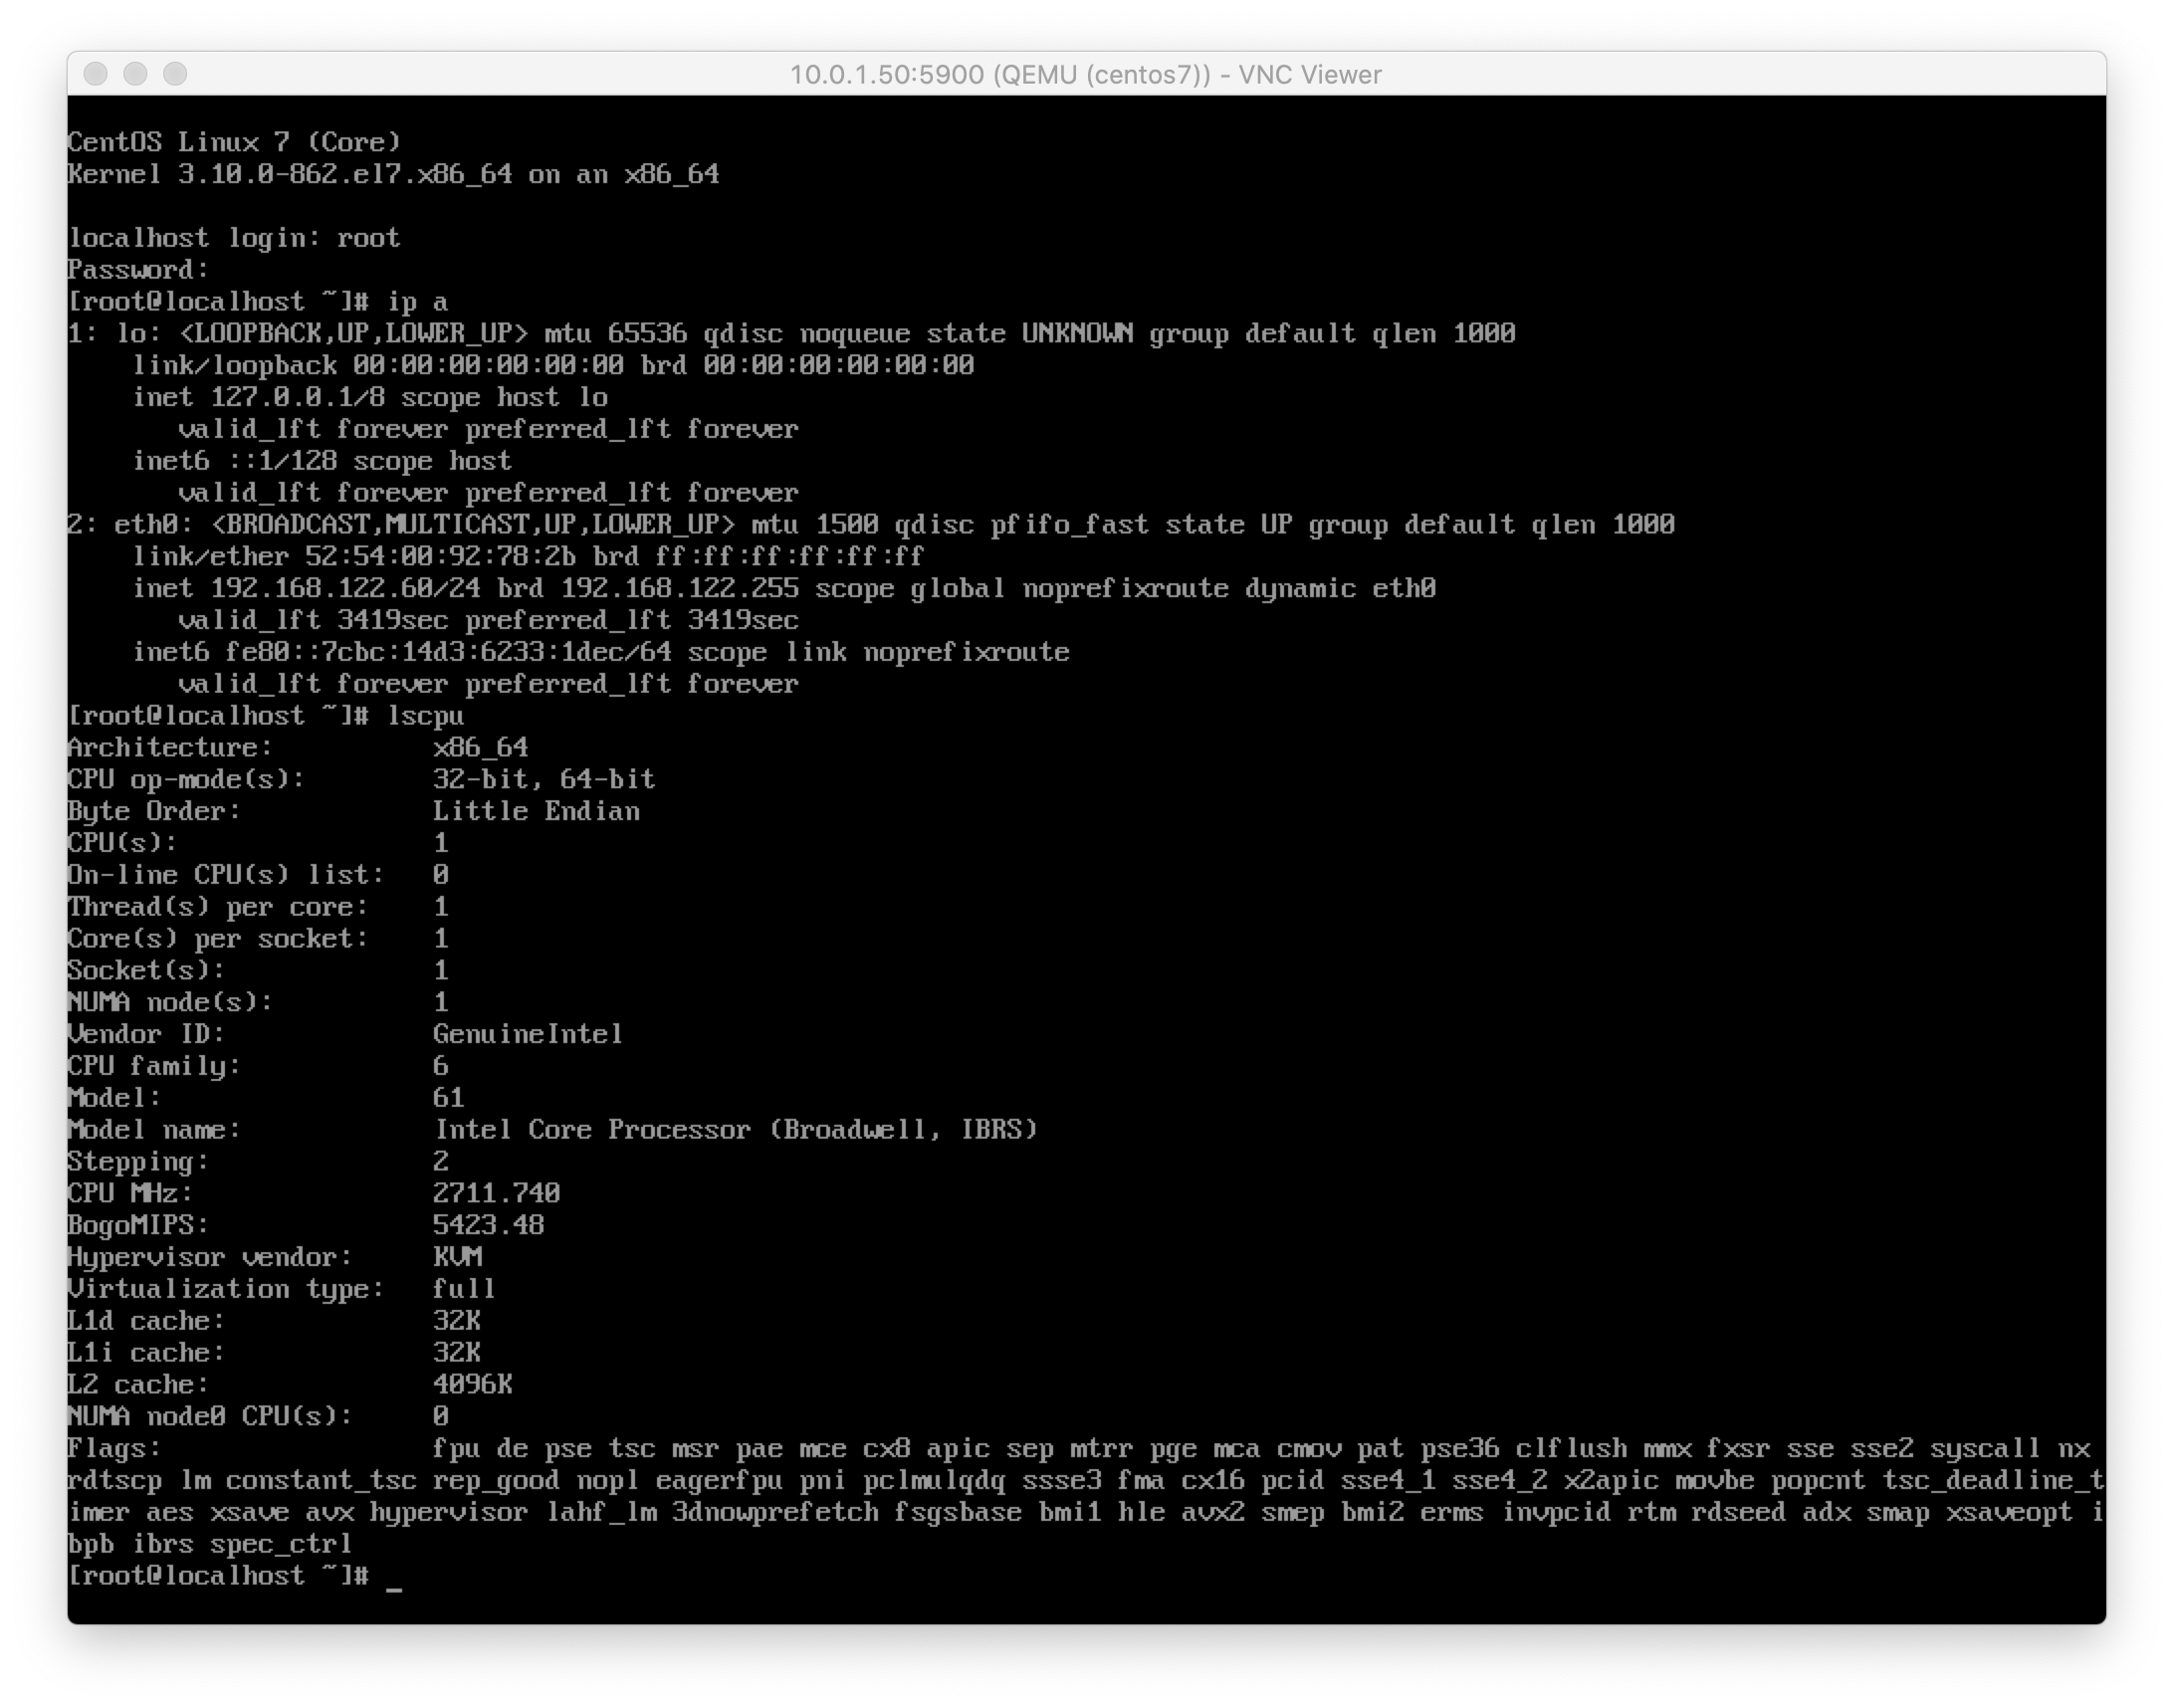 10.0.1.50:5900 (QEMU (centos7)) - VNC Viewer
CentOS Linux 7 (Core)
Kernel 3.10.0-862.el7.x86_64 on an x86_64
localhost login: root
Password:
[root@localhost ~]# ip a
1: lo: <LOOPBACK,UP,LOWER_UP> mtu 65536 qdisc noqueue state UNKNOWN group default qlen 1000
    link/loopback 00:00:00:00:00:00 brd 00:00:00:00:00:00
    inet 127.0.0.1/8 scope host lo
       valid_lft forever preferred_lft forever
    inet6 ::1/128 scope host
       valid_lft forever preferred_lft forever
2: eth0: <BROADCAST,MULTICAST,UP,LOWER_UP> mtu 1500 qdisc pfifo_fast state UP group default qlen 1000
    link/ether 52:54:00:92:78:2b brd ff:ff:ff:ff:ff:ff
    inet 192.168.122.60/24 brd 192.168.122.255 scope global noprefixroute dynamic eth0
       valid_lft 3419sec preferred_lft 3419sec
    inet6 fe80::7cbc:14d3:6233:1dec/64 scope link noprefixroute
       valid_lft forever preferred_lft forever
[root@localhost ~]# lscpu
Architecture:          x86_64
CPU op-mode(s):        32-bit, 64-bit
Byte Order:            Little Endian
CPU(s):                1
On-line CPU(s) list:   0
Thread(s) per core:    1
Core(s) per socket:    1
Socket(s):             1
NUMA node(s):          1
Vendor ID:             GenuineIntel
CPU family:            6
Model:                 61
Model name:            Intel Core Processor (Broadwell, IBRS)
Stepping:              2
CPU MHz:               2711.740
BogoMIPS:              5423.48
Hypervisor vendor:     KVM
Virtualization type:   full
L1d cache:             32K
L1i cache:             32K
L2 cache:              4096K
NUMA node0 CPU(s):     0
Flags:                 fpu de pse tsc msr pae mce cx8 apic sep mtrr pge mca cmov pat pse36 clflush mmx fxsr sse sse2 syscall nx
rdtscp lm constant_tsc rep_good nopl eagerfpu pni pclmulqdq ssse3 fma cx16 pcid sse4_1 sse4_2 x2apic movbe popcnt tsc_deadline_t
imer aes xsave avx hypervisor lahf_lm 3dnowprefetch fsgsbase bmi1 hle avx2 smep bmi2 erms invpcid rtm rdseed adx smap xsaveopt i
bpb ibrs spec_ctrl
[root@localhost ~]# _